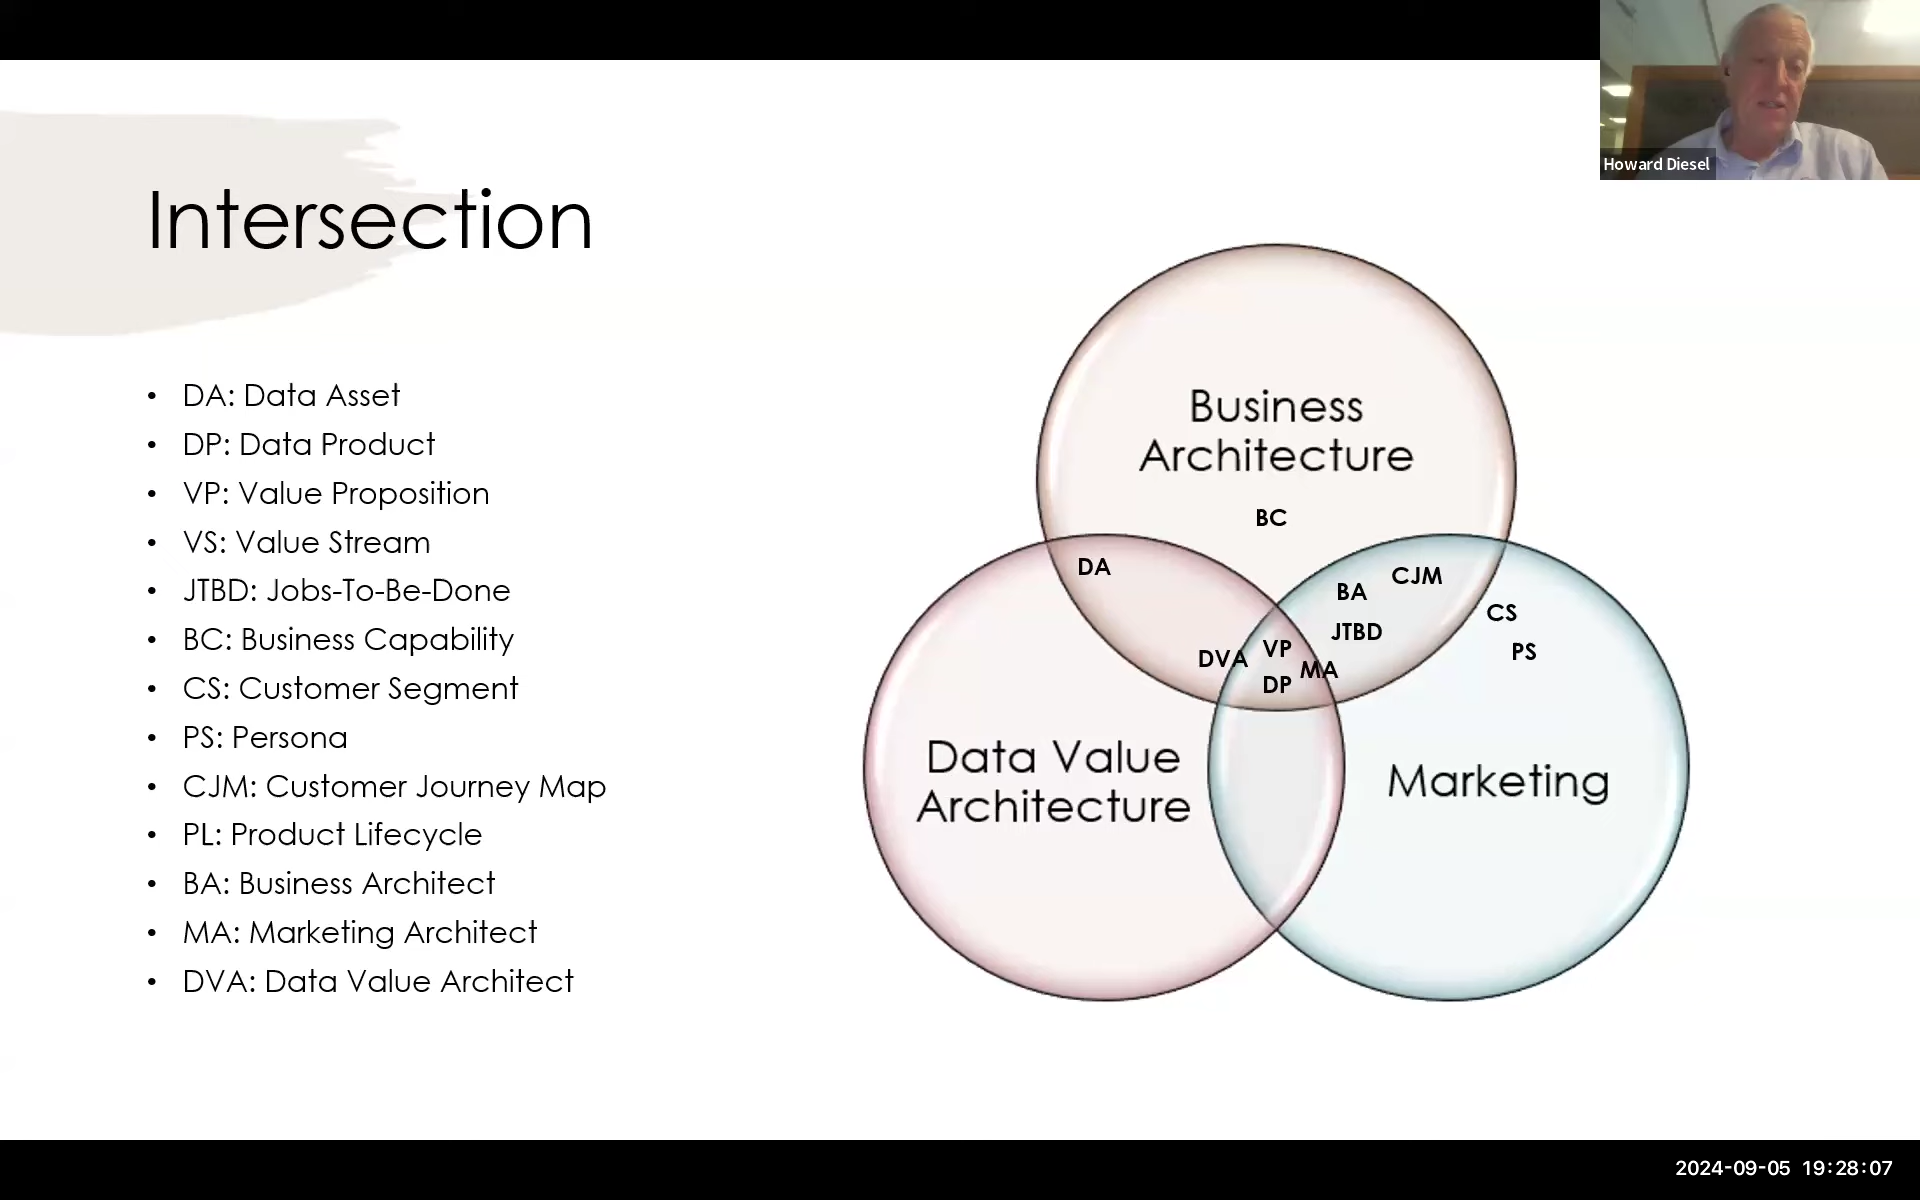 Howard Diesel
Intersection
• DA: Data Asset
• DP: Data Product
• VP: Value Proposition
• VS: Value Stream
• JTBD: Jobs-To-Be-Done
• BC: Business Capability
• CS: Customer Segment
• PS: Persona
• CJM: Customer Journey Map
• PL: Product Lifecycle
• BA: Business Architect
• MA: Marketing Architect
• DVA: Data Value Architect
Business
Architecture
BC
DA
BA
CJM
JTBD
CS
PS
DVA
VP
MA
DP
Data Value
Architecture
Marketing
2024-09-05 19:28:07